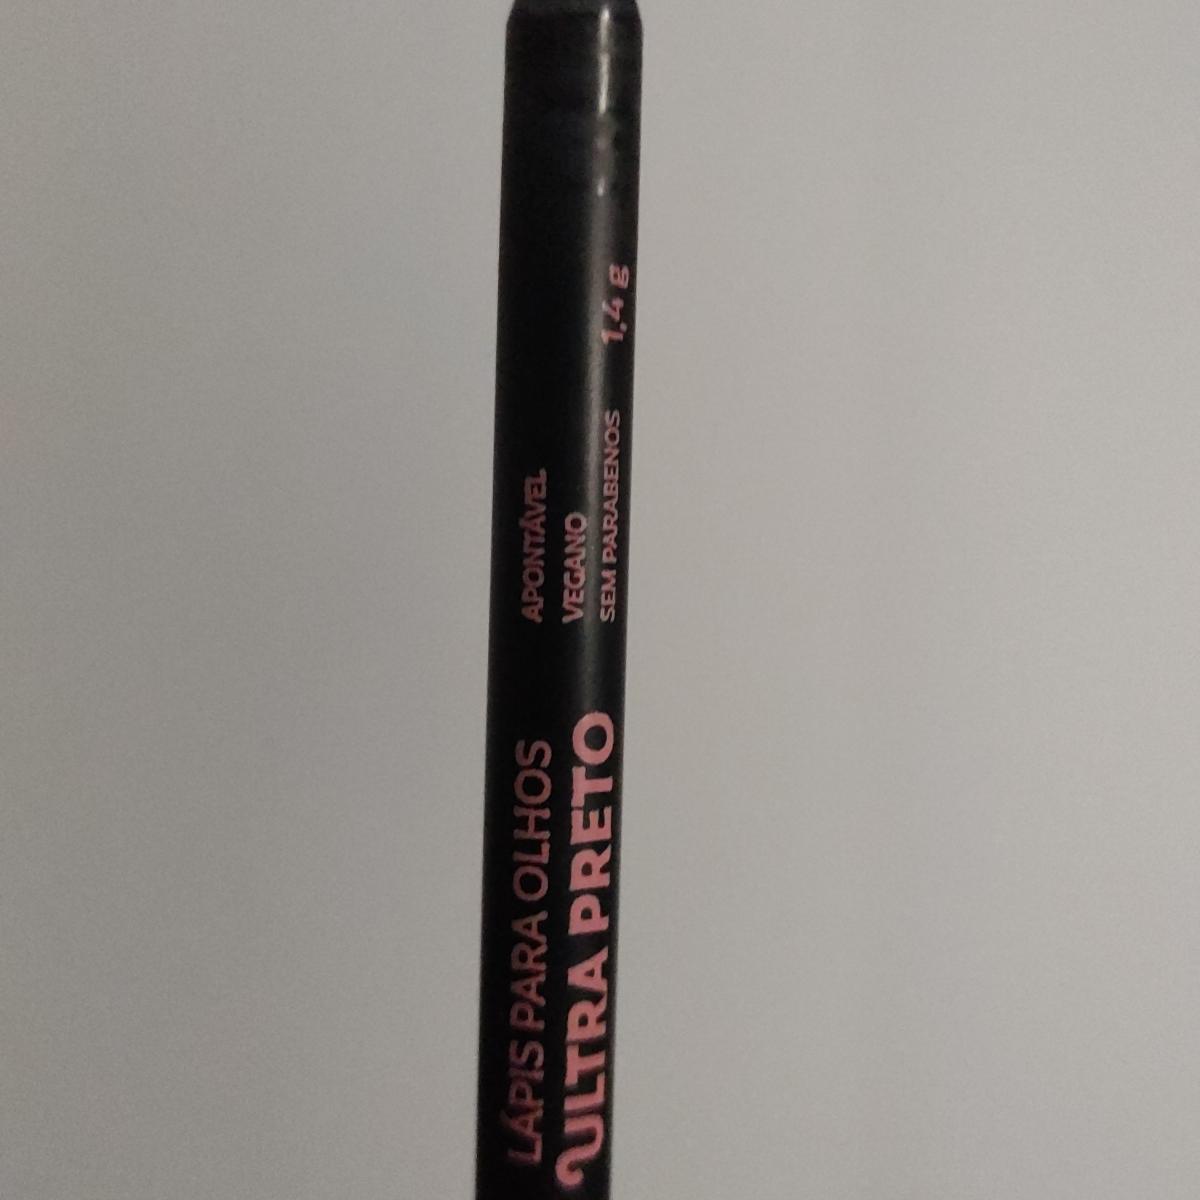 LÁPIS PARA OLHOS
ULTRA PRETO
APONTÁVEL
VEGANO
SEM PARABENOS
1,4 g